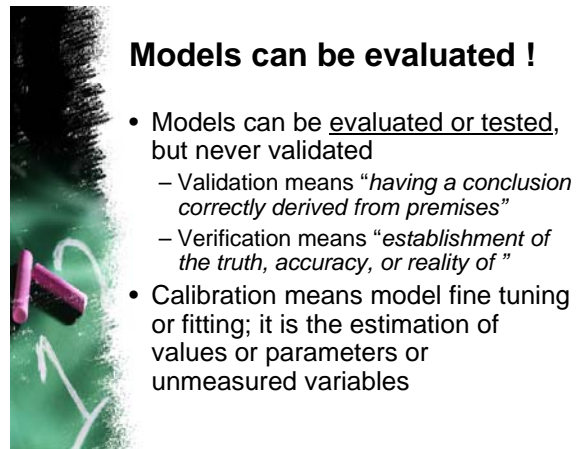 Models can be evaluated !
• Models can be evaluated or tested,
but never validated
– Validation means “having a conclusion
correctly derived from premises”
– Verification means “establishment of
the truth, accuracy, or reality of ”
• Calibration means model fine tuning
or fitting; it is the estimation of
values or parameters or
unmeasured variables